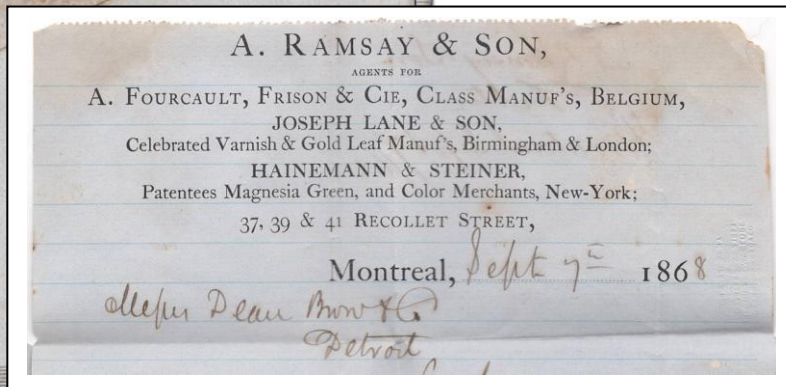 A. RAMSAY & SON,
AGENTS FOR
A. FOURCAULT, FRISON & CIE, CLASS MANUF'S, BELGIUM,
JOSEPH LANE & SON,
Celebrated Varnish & Gold Leaf Manuf's, Birmingham & London;
HAINEMANN & STEINER,
Patentees Magnesia Green, and Color Merchants, New-York;
37, 39 & 41 RECOLLET STREET,
Montreal, Sept 7th 1868
Messrs Dean Brow & Co
Detroit